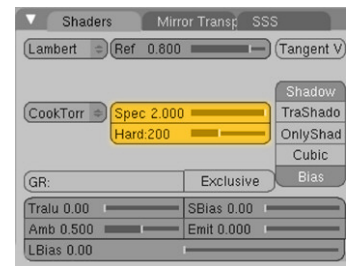 Shaders Mirror Transp SSS
Lambert Ref 0.800 Tangent V
Shadow
CookTorr Spec 2.000 TraShado
Hard:200 OnlyShad
Cubic
GR: Exclusive Bias
Tralu 0.00 SBias 0.00
Amb 0.500 Emit 0.000
LBias 0.00